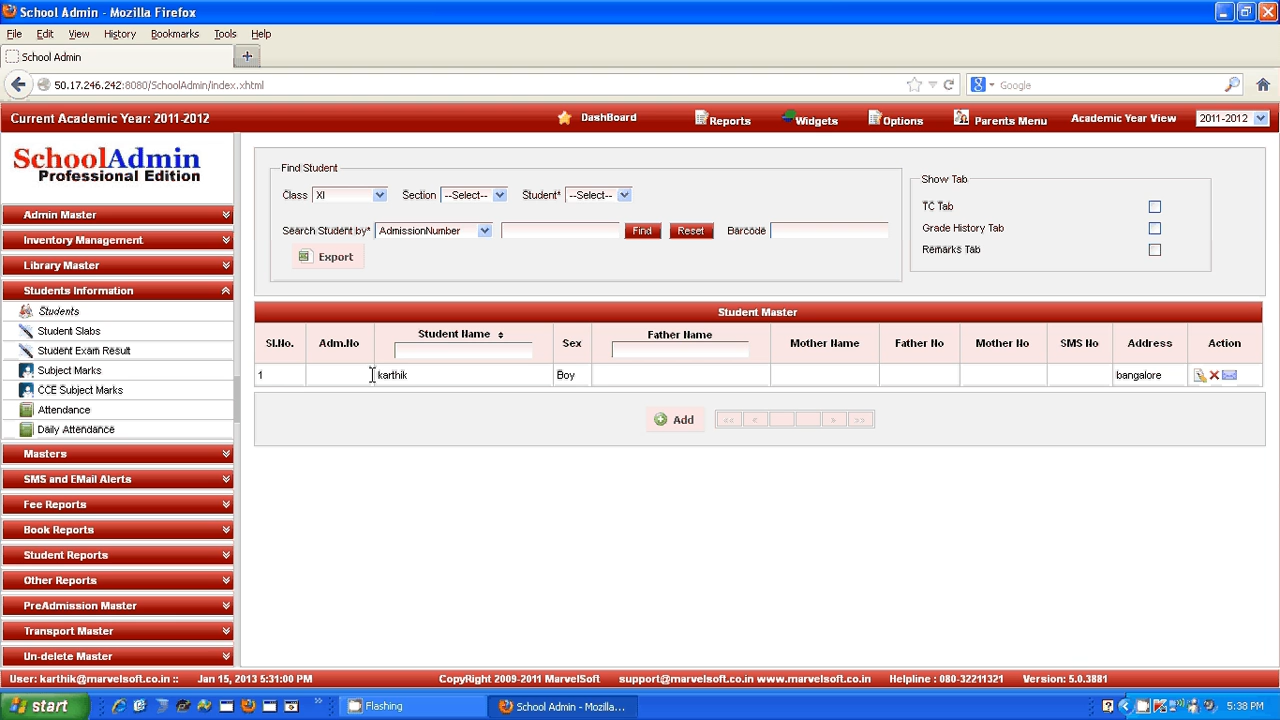 School Admin - Mozilla Firefox
File Edit View History Bookmarks Tools Help
School Admin
50.17.246.242:8080/SchoolAdmin/index.xhtml
Google
Current Academic Year: 2011-2012
DashBoard
Reports
Widgets
Options
Parents Menu
Academic Year View
2011-2012
SchoolAdmin
Professional Edition
Admin Master
Inventory Management
Library Master
Students Information
Students
Student Slabs
Student Exam Result
Subject Marks
CCE Subject Marks
Attendance
Daily Attendance
Masters
SMS and EMail Alerts
Fee Reports
Book Reports
Student Reports
Other Reports
PreAdmission Master
Transport Master
Un-delete Master
Find Student
Class XI Section --Select-- Student* --Select--
Search Student by* AdmissionNumber Find Reset Barcode
Export
Show Tab
TC Tab
Grade History Tab
Remarks Tab
Student Master
Sl.No. Adm.No Student Name Sex Father Name Mother Name Father No Mother No SMS No Address Action
1 karthik Boy bangalore
Add << < > >>
User: karthik@marvelsoft.co.in :: Jan 15, 2013 5:31:00 PM CopyRight 2009-2011 MarvelSoft support@marvelsoft.co.in www.marvelsoft.co.in Helpline : 080-32211321 Version: 5.0.3881
start Flashing School Admin - Mozilla... 5:38 PM